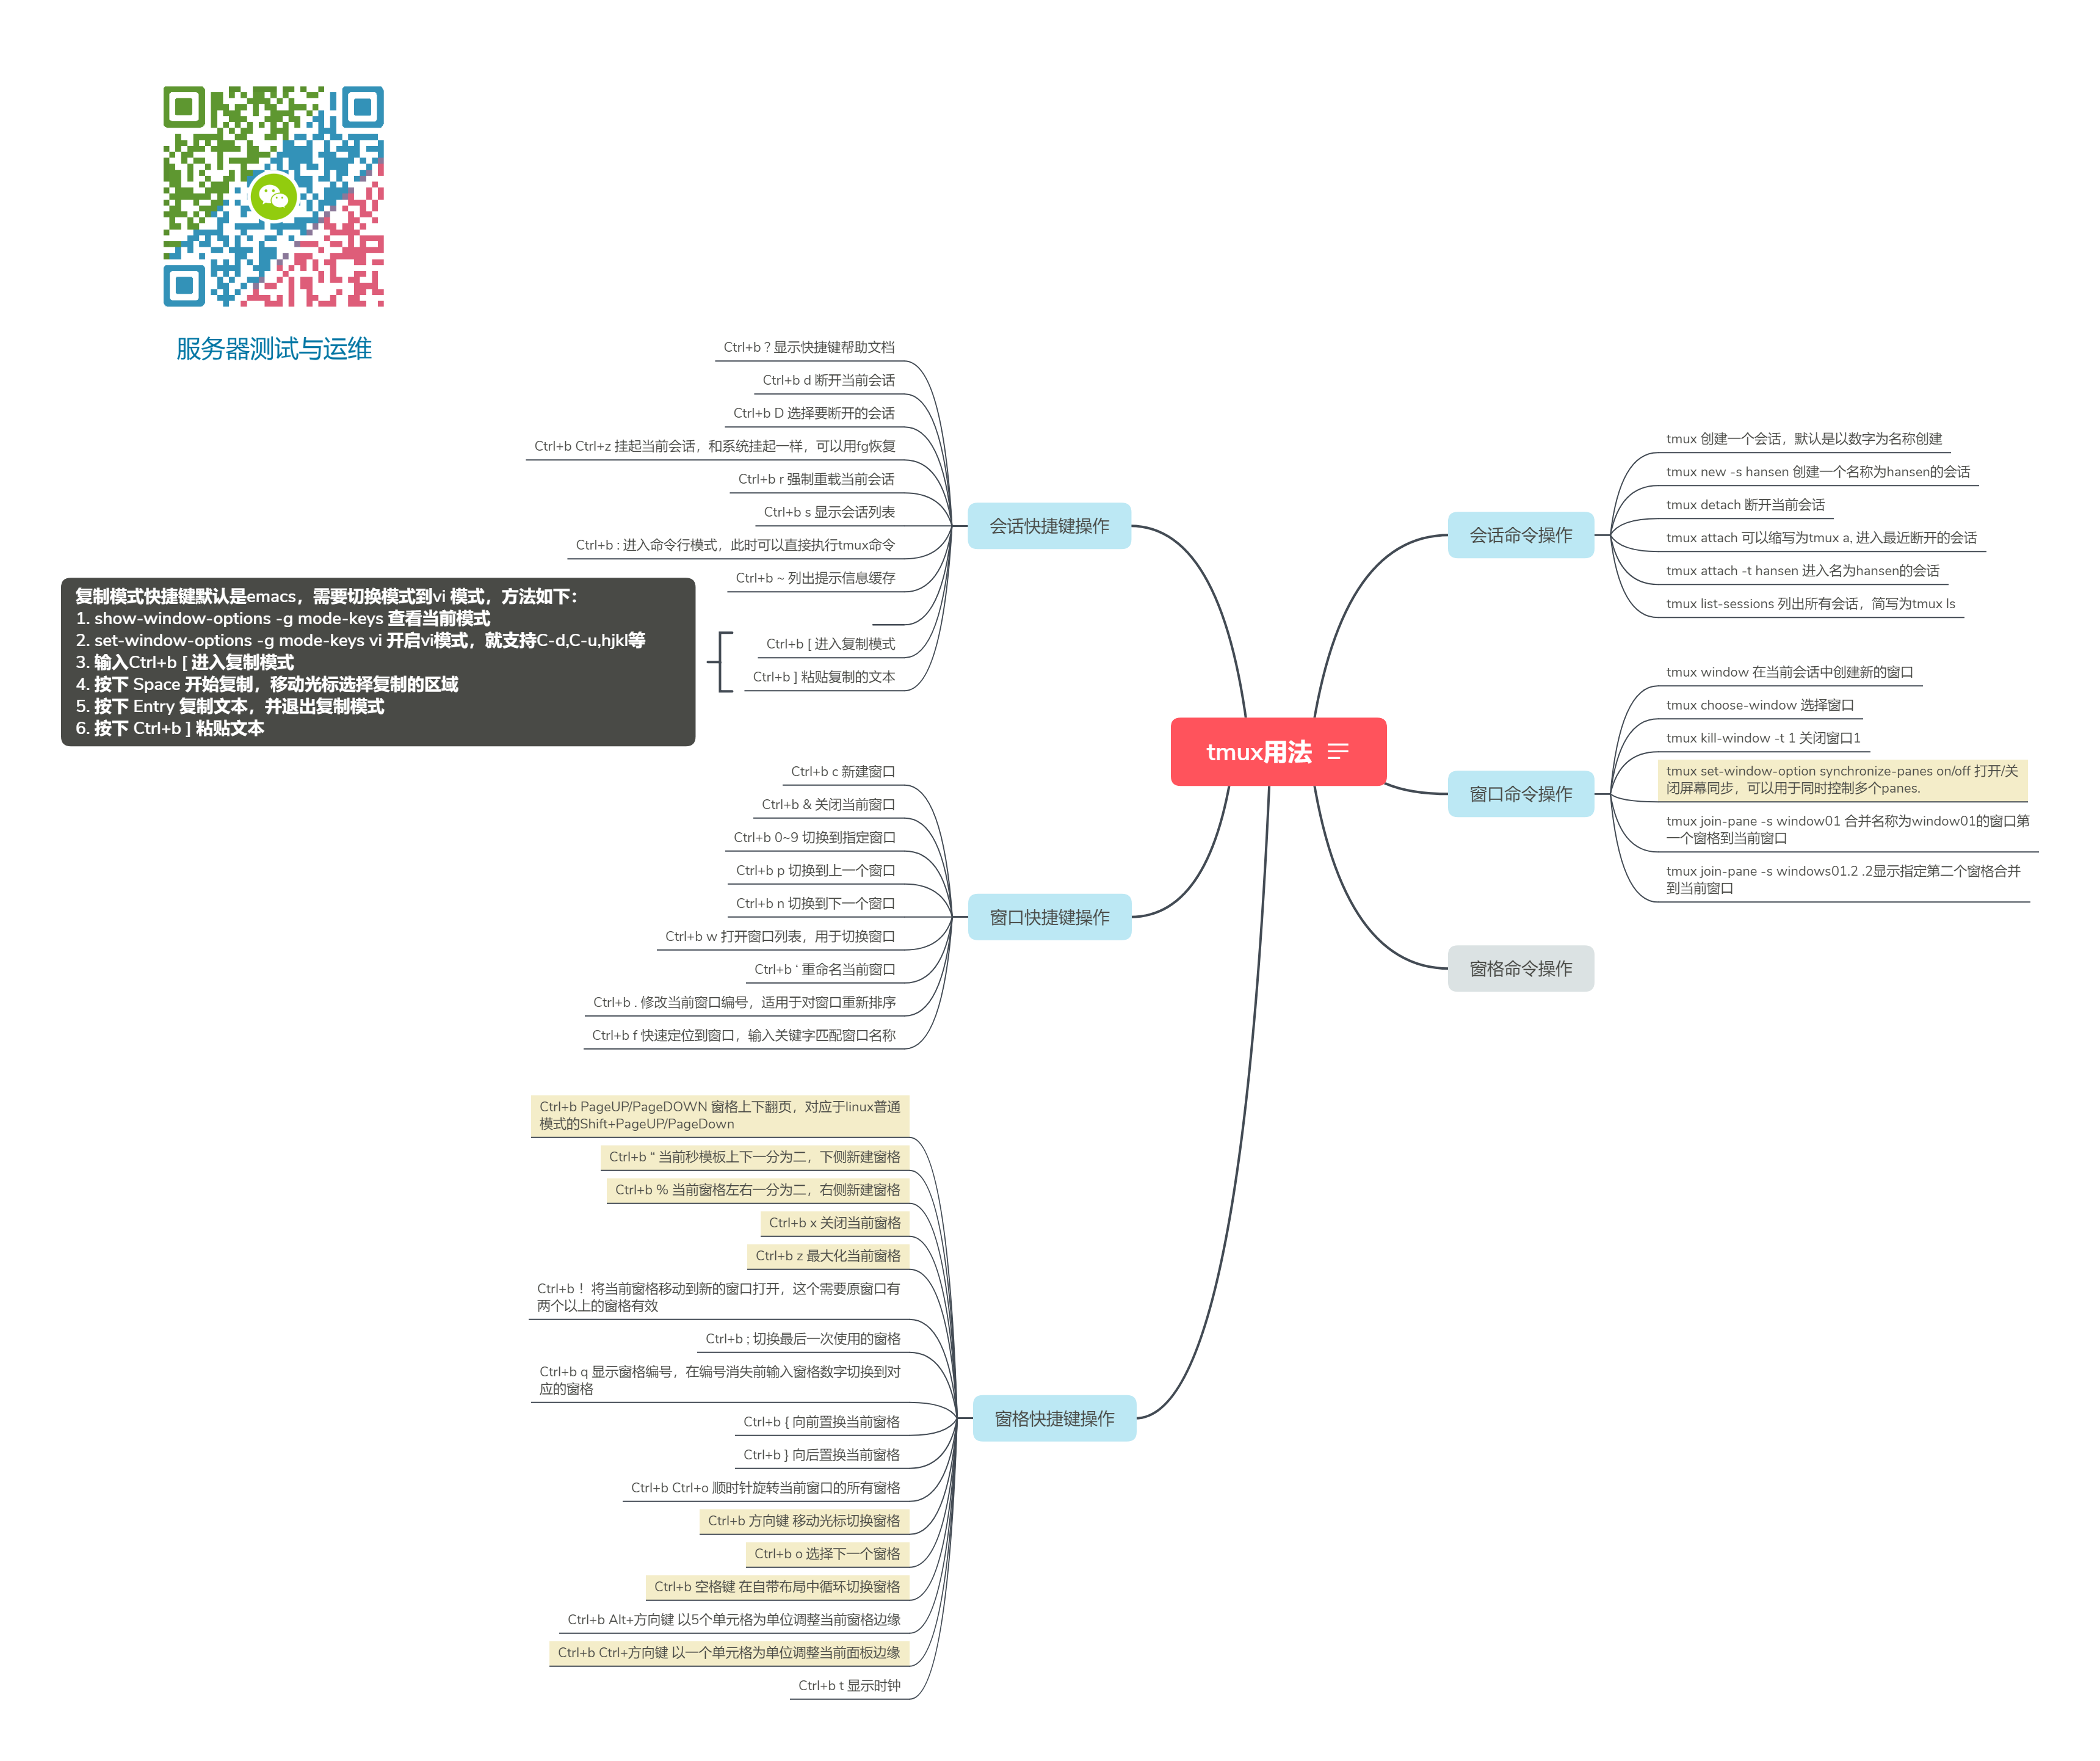 服务器测试与运维
Ctrl+b ? 显示快捷键帮助文档
Ctrl+b d 断开当前会话
Ctrl+b D 选择要断开的会话
Ctrl+b Ctrl+z 挂起当前会话，和系统挂起一样，可以用fg恢复
Ctrl+b r 强制重载当前会话
Ctrl+b s 显示会话列表
Ctrl+b : 进入命令行模式，此时可以直接执行tmux命令
Ctrl+b ~ 列出提示信息缓存
Ctrl+b [ 进入复制模式
Ctrl+b ] 粘贴复制的文本
会话快捷键操作
复制模式快捷键默认是emacs，需要切换模式到vi 模式，方法如下：
1. show-window-options -g mode-keys 查看当前模式
2. set-window-options -g mode-keys vi 开启vi模式，就支持C-d,C-u,hjkl等
3. 输入Ctrl+b [ 进入复制模式
4. 按下 Space 开始复制，移动光标选择复制的区域
5. 按下 Entry 复制文本，并退出复制模式
6. 按下 Ctrl+b ] 粘贴文本
Ctrl+b c 新建窗口
Ctrl+b & 关闭当前窗口
Ctrl+b 0~9 切换到指定窗口
Ctrl+b p 切换到上一个窗口
Ctrl+b n 切换到下一个窗口
Ctrl+b w 打开窗口列表，用于切换窗口
Ctrl+b ‘ 重命名当前窗口
Ctrl+b . 修改当前窗口编号，适用于对窗口重新排序
Ctrl+b f 快速定位到窗口，输入关键字匹配窗口名称
窗口快捷键操作
Ctrl+b PageUP/PageDOWN 窗格上下翻页，对应于linux普通
模式的Shift+PageUP/PageDown
Ctrl+b “ 当前秒模板上下一分为二，下侧新建窗格
Ctrl+b % 当前窗格左右一分为二，右侧新建窗格
Ctrl+b x 关闭当前窗格
Ctrl+b z 最大化当前窗格
Ctrl+b！ 将当前窗格移动到新的窗口打开，这个需要原窗口有
两个以上的窗格有效
Ctrl+b ; 切换最后一次使用的窗格
Ctrl+b q 显示窗格编号，在编号消失前输入窗格数字切换到对
应的窗格
Ctrl+b { 向前置换当前窗格
Ctrl+b } 向后置换当前窗格
Ctrl+b Ctrl+o 顺时针旋转当前窗口的所有窗格
Ctrl+b 方向键 移动光标切换窗格
Ctrl+b o 选择下一个窗格
Ctrl+b 空格键 在自带布局中循环切换窗格
Ctrl+b Alt+方向键 以5个单元格为单位调整当前窗格边缘
Ctrl+b Ctrl+方向键 以一个单元格为单位调整当前面板边缘
Ctrl+b t 显示时钟
窗格快捷键操作
tmux用法
会话命令操作
tmux 创建一个会话，默认是以数字为名称创建
tmux new -s hansen 创建一个名称为hansen的会话
tmux detach 断开当前会话
tmux attach 可以缩写为tmux a, 进入最近断开的会话
tmux attach -t hansen 进入名为hansen的会话
tmux list-sessions 列出所有会话，简写为tmux ls
窗口命令操作
tmux window 在当前会话中创建新的窗口
tmux choose-window 选择窗口
tmux kill-window -t 1 关闭窗口1
tmux set-window-option synchronize-panes on/off 打开/关
闭屏幕同步，可以用于同时控制多个panes.
tmux join-pane -s window01 合并名称为window01的窗口第
一个窗格到当前窗口
tmux join-pane -s windows01.2 .2显示指定第二个窗格合并
到当前窗口
窗格命令操作